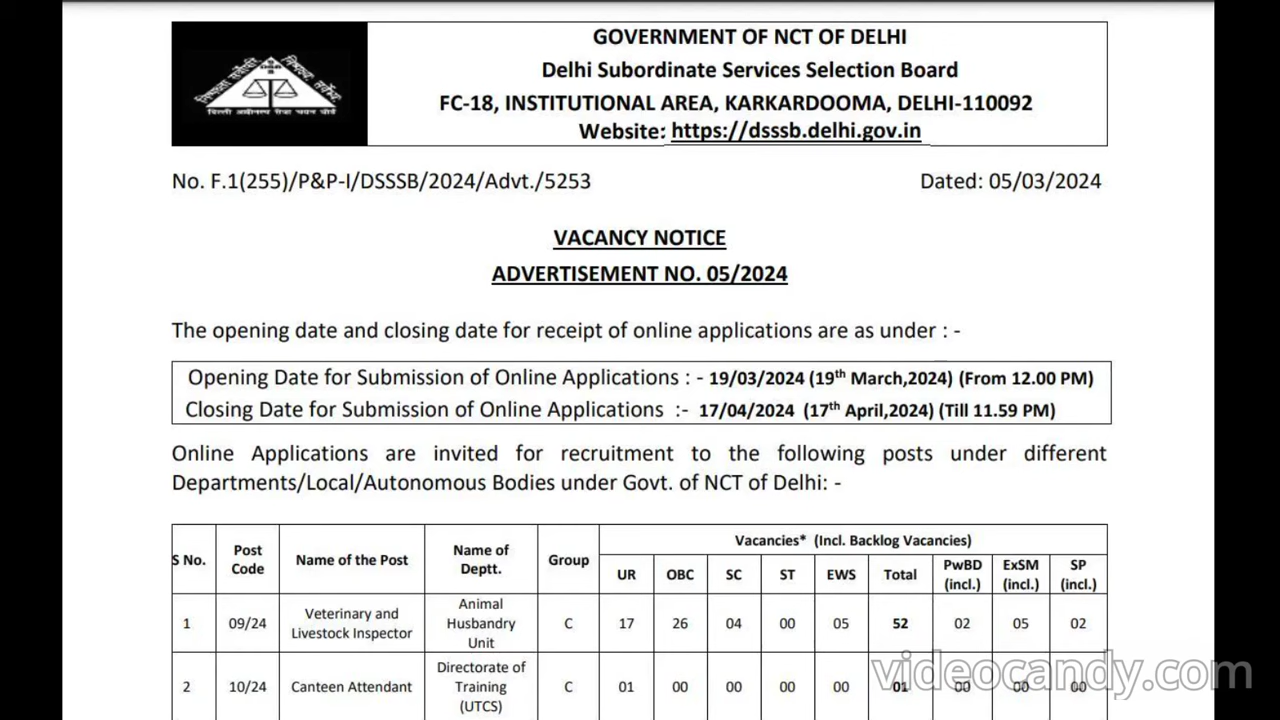 GOVERNMENT OF NCT OF DELHI
Delhi Subordinate Services Selection Board
FC-18, INSTITUTIONAL AREA, KARKARDOOMA, DELHI-110092
Website: https://dsssb.delhi.gov.in
No. F.1(255)/P&P-I/DSSSB/2024/Advt./5253 Dated: 05/03/2024
VACANCY NOTICE
ADVERTISEMENT NO. 05/2024
The opening date and closing date for receipt of online applications are as under : -
Opening Date for Submission of Online Applications : - 19/03/2024 (19th March,2024) (From 12.00 PM)
Closing Date for Submission of Online Applications :- 17/04/2024 (17th April,2024) (Till 11.59 PM)
Online Applications are invited for recruitment to the following posts under different
Departments/Local/Autonomous Bodies under Govt. of NCT of Delhi: -
S No. Post Code Name of the Post Name of Deptt. Group Vacancies* (Incl. Backlog Vacancies)
UR OBC SC ST EWS Total PwBD (incl.) ExSM (incl.) SP (incl.)
1 09/24 Veterinary and Livestock Inspector Animal Husbandry Unit C 17 26 04 00 05 52 02 05 02
2 10/24 Canteen Attendant Directorate of Training (UTCS) C 01 00 00 00 00 01 00 00 00
videocandy.com